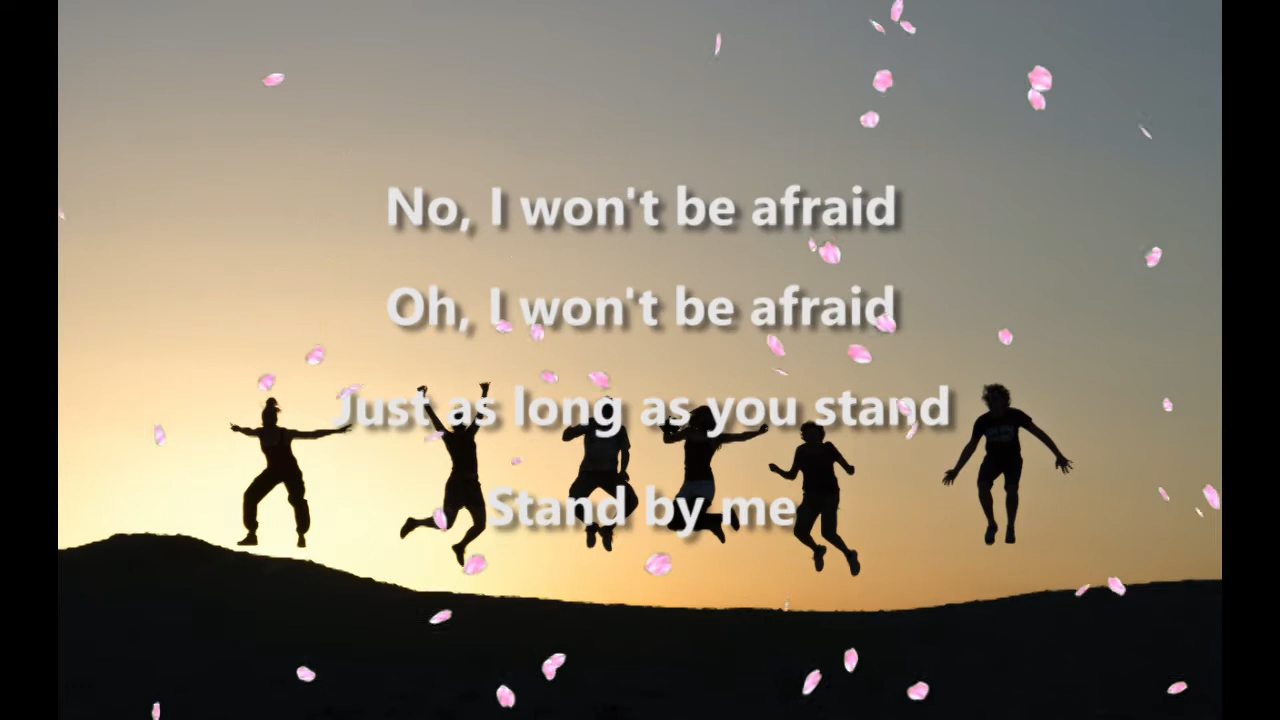 No, I won't be afraid
Oh, I won't be afraid
Just as long as you stand
Stand by me